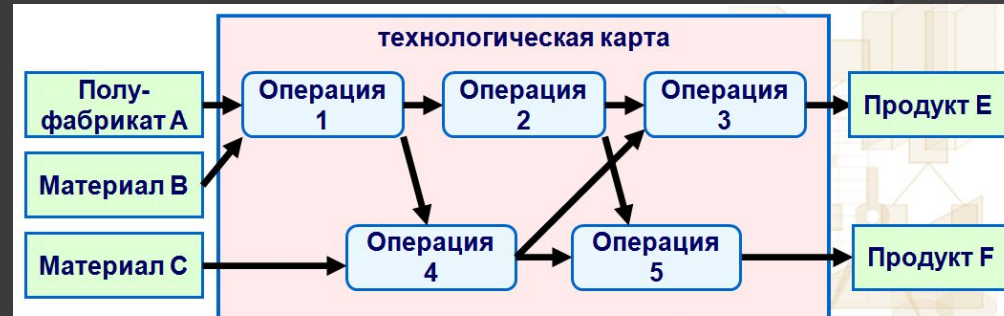 технологическая карта
Полу-
фабрикат А
Операция
1
Операция
2
Операция
3
Продукт Е
Материал В
Материал С
Операция
4
Операция
5
Продукт F